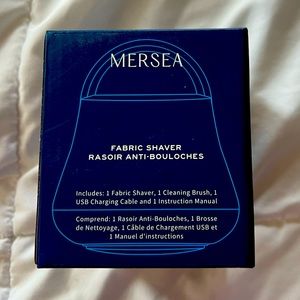 MERSEA
FABRIC SHAVER
RASOIR ANTI-BOULOCHES
Includes: 1 Fabric Shaver, 1 Cleaning Brush, 1
USB Charging Cable and 1 Instruction Manual
Comprend: 1 Rasoir Anti-Bouloches, 1 Brosse
de Nettoyage, 1 Câble de Chargement USB et
1 Manuel d'instructions